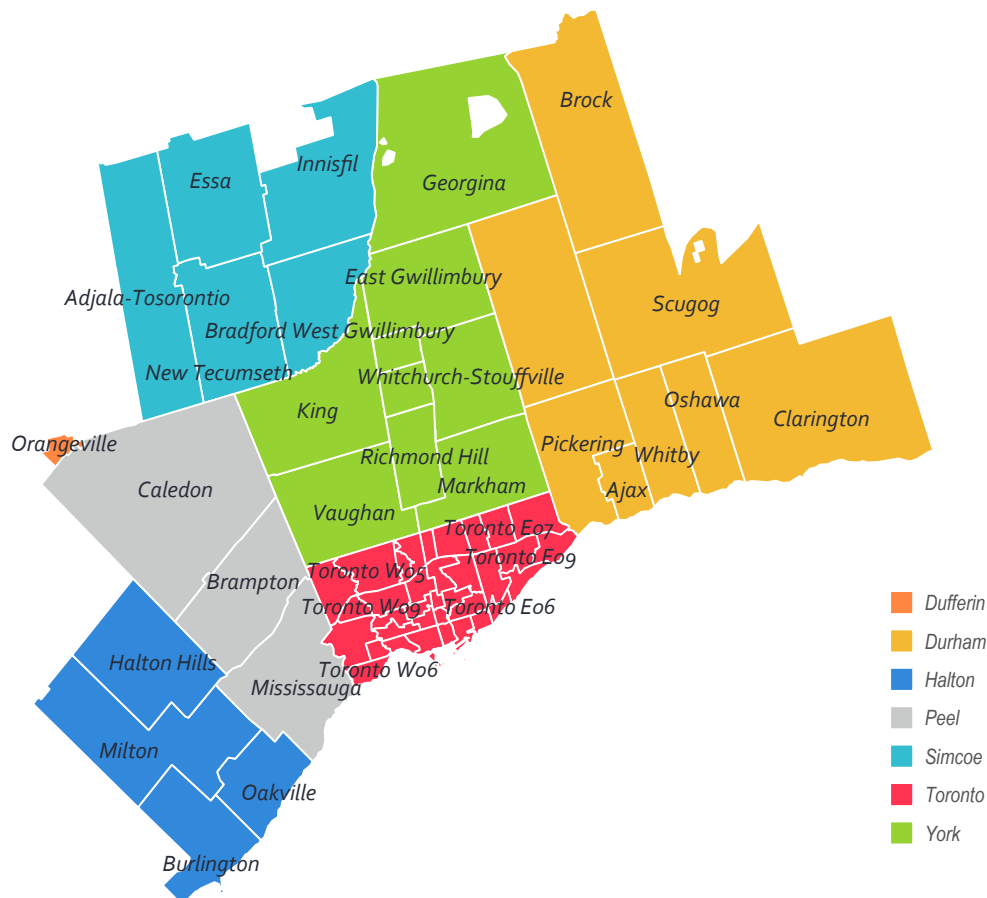 Brock
Innisfil
Essa
Georgina
East Gwillimbury
Adjala-Tosorontio
Scugog
Bradford West Gwillimbury
New Tecumseth
Whitchurch-Stouffville
King
Oshawa
Clarington
Orangeville
Pickering
Richmond Hill
Whitby
Caledon
Markham
Ajax
Vaughan
Toronto E07
Toronto E09
Toronto W05
Brampton
Toronto W09
Toronto E06
Halton Hills
Toronto W06
Mississauga
Milton
Oakville
Burlington
Dufferin
Durham
Halton
Peel
Simcoe
Toronto
York